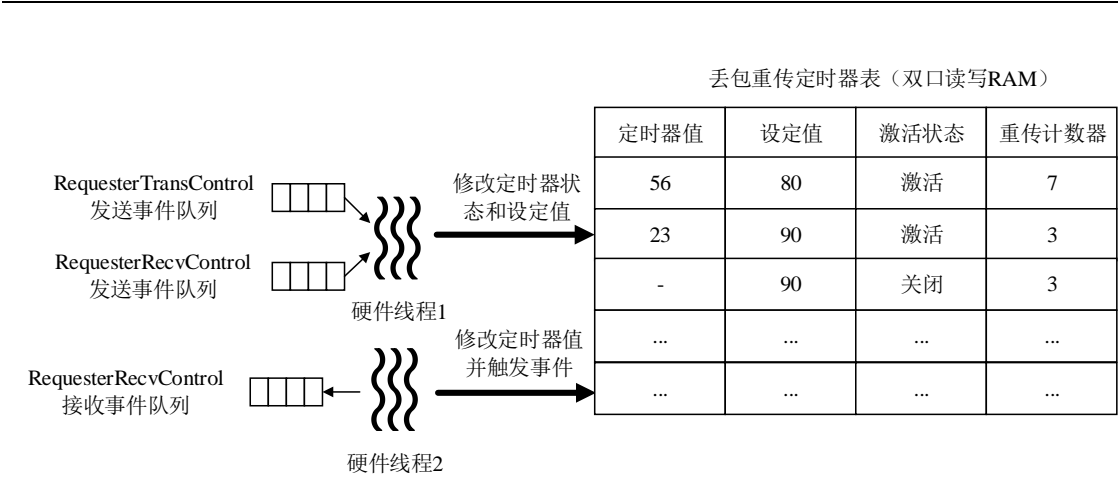 丢包重传定时器表（双口读写RAM）
定时器值 设定值 激活状态 重传计数器
56 80 激活 7
23 90 激活 3
- 90 关闭 3
... ... ... ...
... ... ... ...
RequesterTransControl
发送事件队列
RequesterRecvControl
发送事件队列
硬件线程1
修改定时器状
态和设定值
RequesterRecvControl
接收事件队列
硬件线程2
修改定时器值
并触发事件